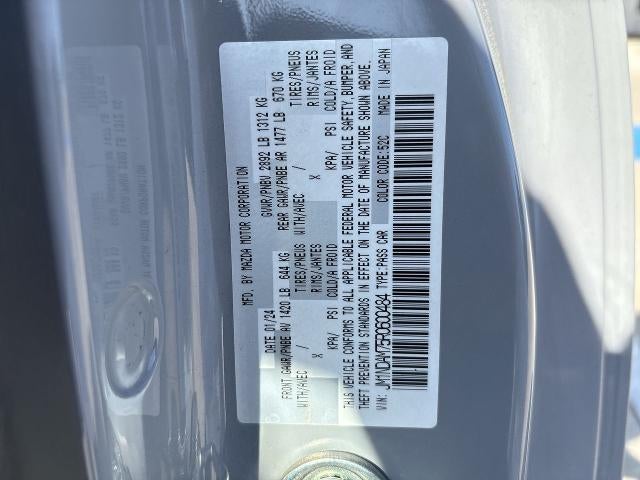 MFD. BY MAZDA MOTOR CORPORATION
DATE 01/24 GVWR/PNBV 2892 LB 1312 KG
FRONT GAWR/PNBE AV 1420 LB 644 KG REAR GAWR/PNBE AR 1477 LB 670 KG
WITH/AVEC / TIRES/PNEUS WITH/AVEC / TIRES/PNEUS
X RIMS/JANTES X RIMS/JANTES
KPA/ PSI COLD/A FROID KPA/ PSI COLD/A FROID
THIS VEHICLE CONFORMS TO ALL APPLICABLE FEDERAL MOTOR VEHICLE SAFETY, BUMPER, AND
THEFT PREVENTION STANDARDS IN EFFECT ON THE DATE OF MANUFACTURE SHOWN ABOVE.
VIN: JM1NDAM75R0600484 TYPE:PASS CAR COLOR CODE:52C MADE IN JAPAN